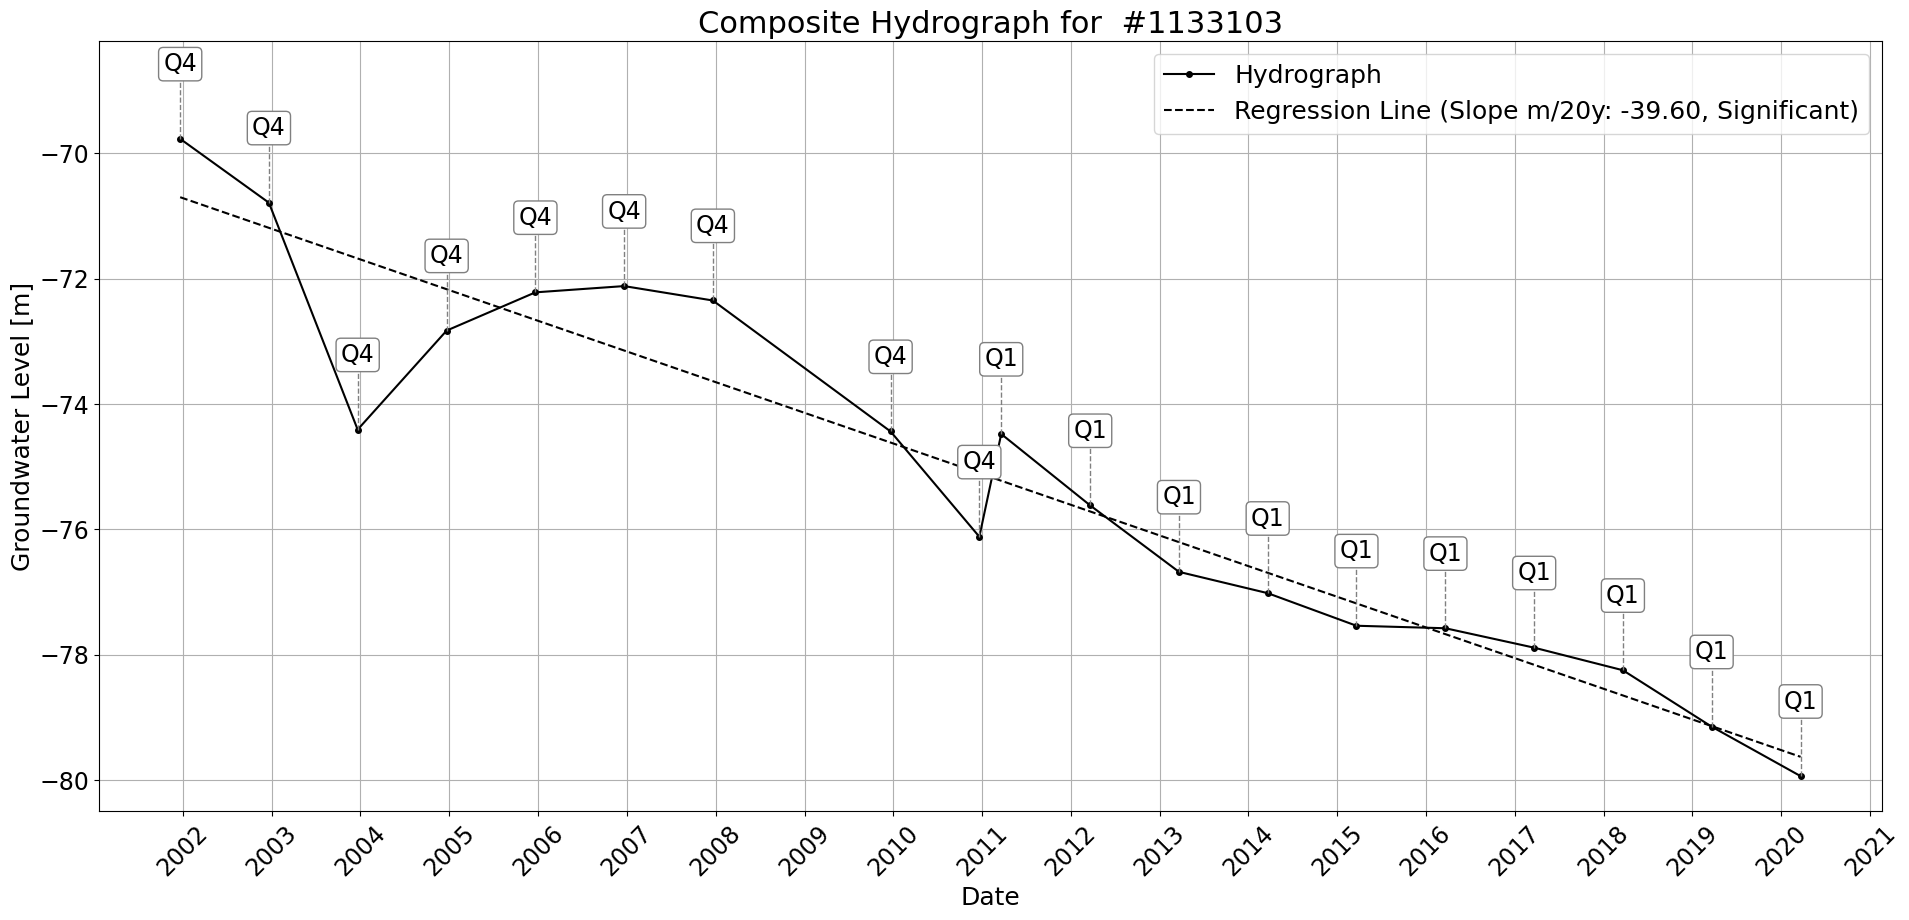 Composite Hydrograph for #1133103
Hydrograph
Regression Line (Slope m/20y: -39.60, Significant)
Groundwater Level [m]
−70
−72
−74
−76
−78
−80
Q4
Q4
Q4
Q4
Q4
Q4
Q4
Q4
Q4
Q1
Q1
Q1
Q1
Q1
Q1
Q1
Q1
Q1
Q1
2002
2003
2004
2005
2006
2007
2008
2009
2010
2011
2012
2013
2014
2015
2016
2017
2018
2019
2020
2021
Date